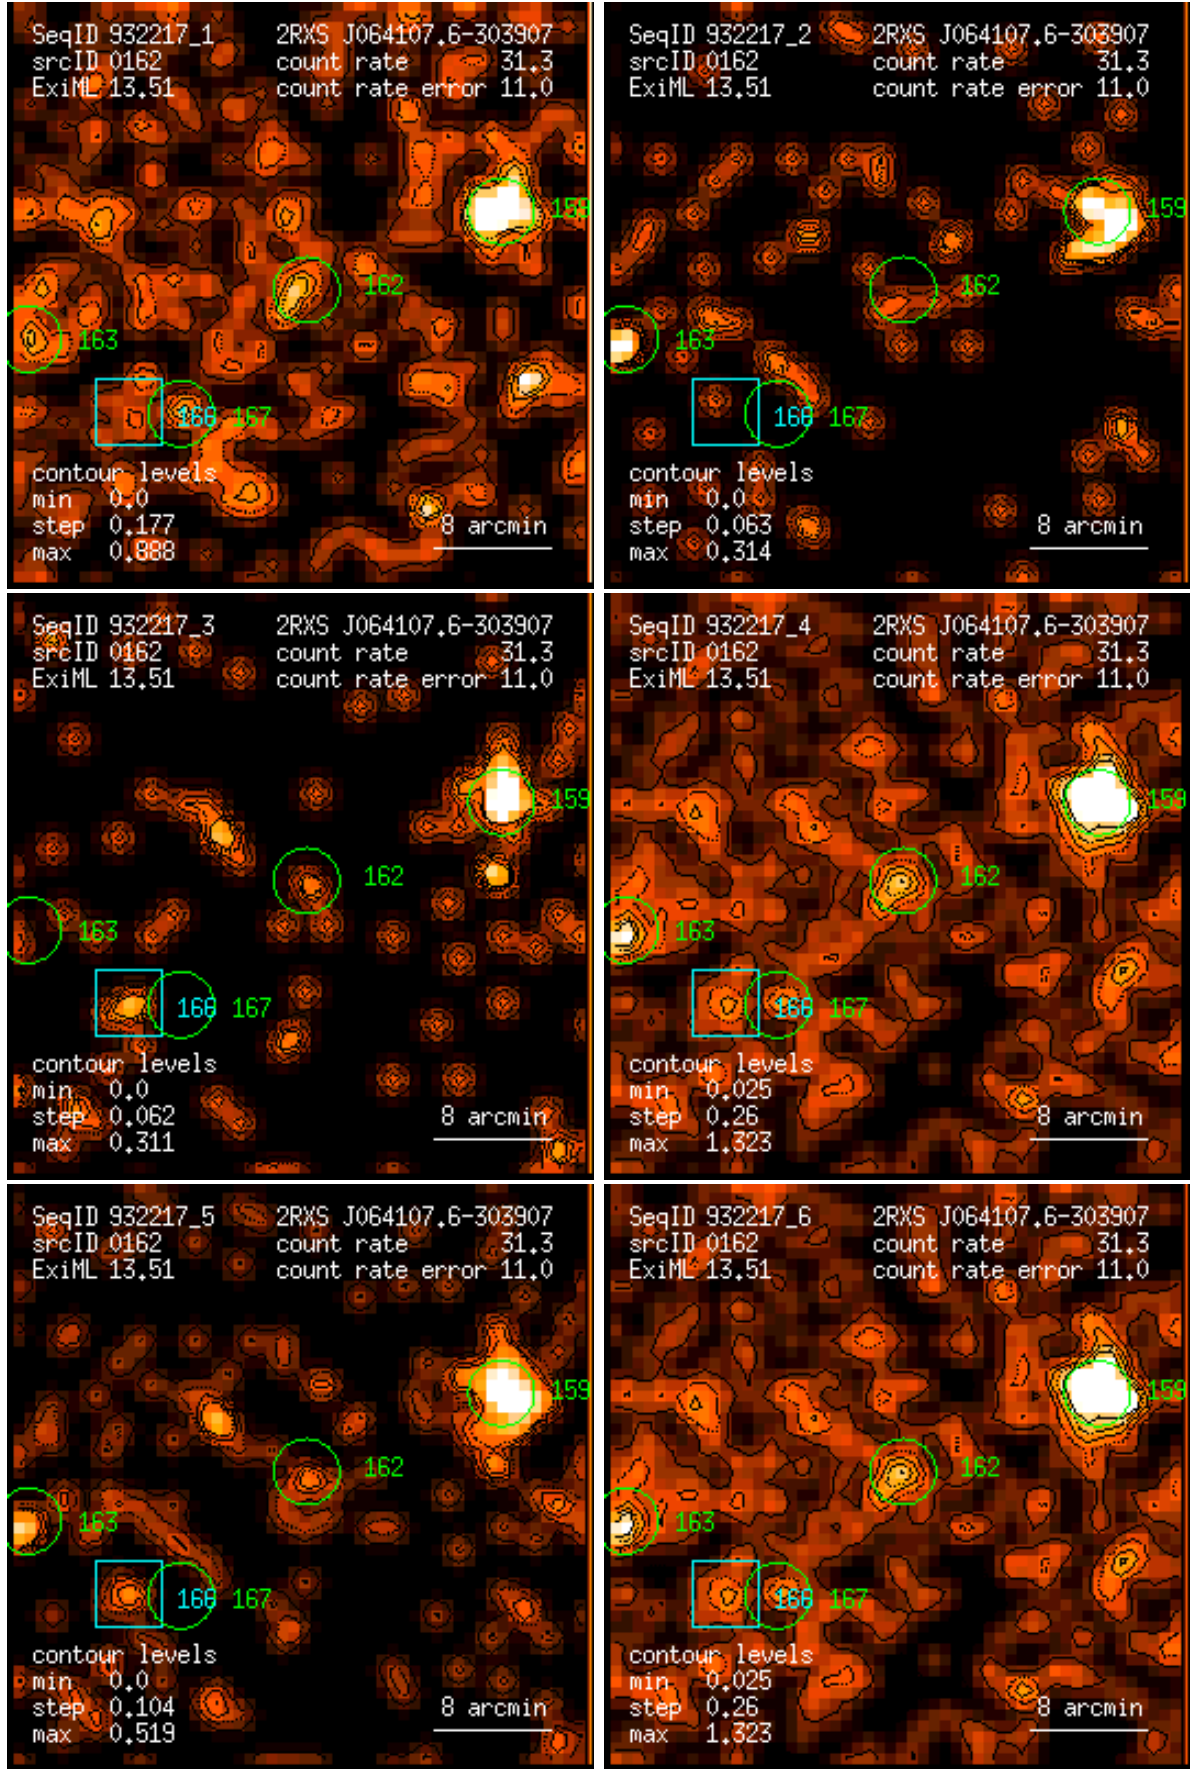 SeqID 932217_1 2RXS J064107.6-303907
srcID 0162 count rate 31.3
ExiML 13.51 count rate error 11.0
159
162
163
168 167
contour levels
min 0.0
step 0.177
max 0.888
8 arcmin
SeqID 932217_2 2RXS J064107.6-303907
srcID 0162 count rate 31.3
ExiML 13.51 count rate error 11.0
159
162
163
168 167
contour levels
min 0.0
step 0.063
max 0.314
8 arcmin
SeqID 932217_3 2RXS J064107.6-303907
srcID 0162 count rate 31.3
ExiML 13.51 count rate error 11.0
159
162
163
168 167
contour levels
min 0.0
step 0.062
max 0.311
8 arcmin
SeqID 932217_4 2RXS J064107.6-303907
srcID 0162 count rate 31.3
ExiML 13.51 count rate error 11.0
159
162
163
168 167
contour levels
min 0.025
step 0.26
max 1.323
8 arcmin
SeqID 932217_5 2RXS J064107.6-303907
srcID 0162 count rate 31.3
ExiML 13.51 count rate error 11.0
159
162
163
168 167
contour levels
min 0.0
step 0.104
max 0.519
8 arcmin
SeqID 932217_6 2RXS J064107.6-303907
srcID 0162 count rate 31.3
ExiML 13.51 count rate error 11.0
159
162
163
168 167
contour levels
min 0.025
step 0.26
max 1.323
8 arcmin